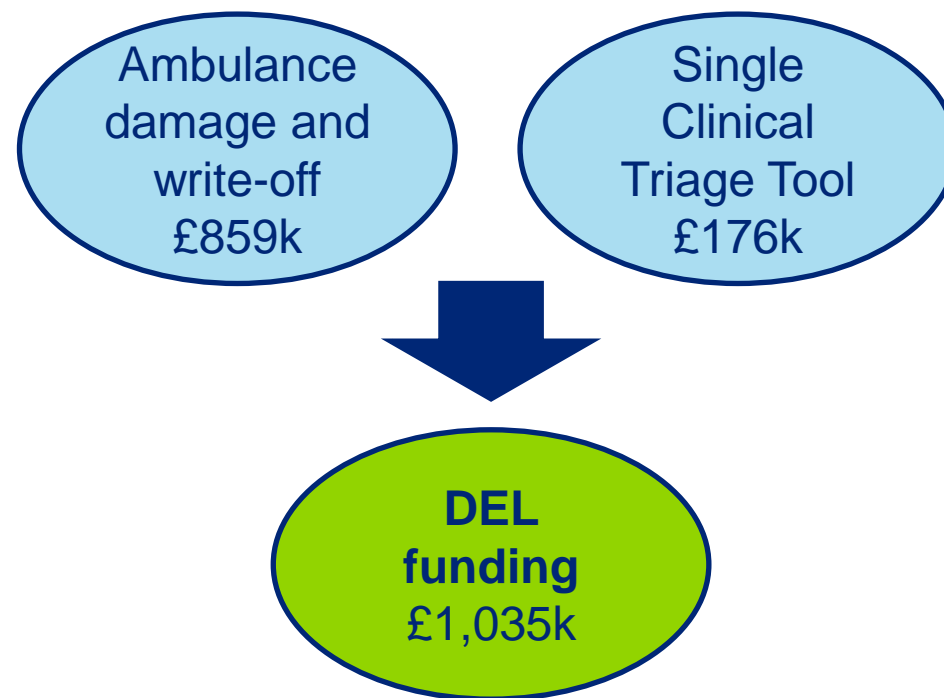 Ambulance
damage and
write-off
£859k
Single
Clinical
Triage Tool
£176k
DEL
funding
£1,035k